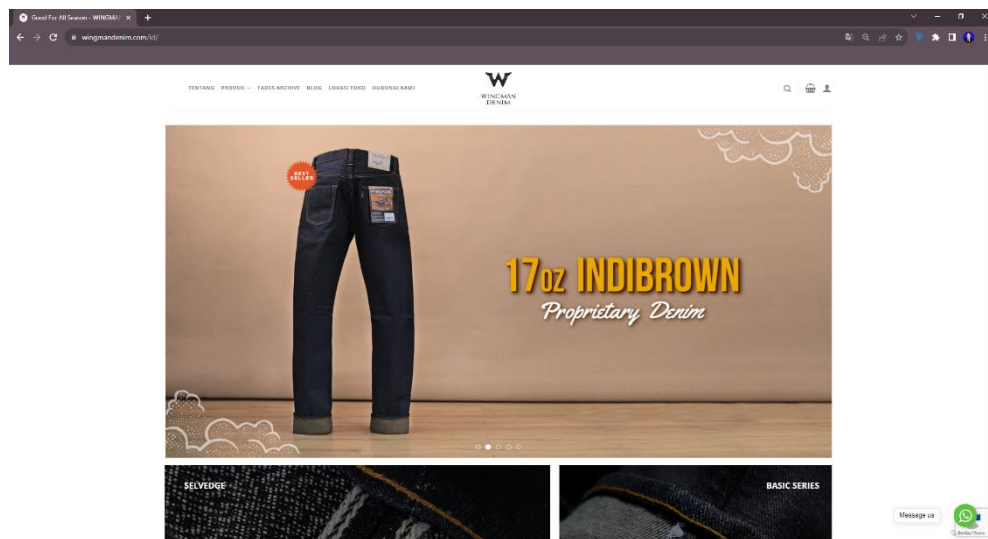 Good For All Season - WINGMA
wingmandenim.com/id/
TENTANG PRODUK FADES ARCHIVE BLOG LOKASI TOKO HUBUNGI KAMI
W
WINGMAN
DENIM
BEST
SELLER
17oz INDIBROWN
Proprietary Denim
SELVEDGE
BASIC SERIES
Message us